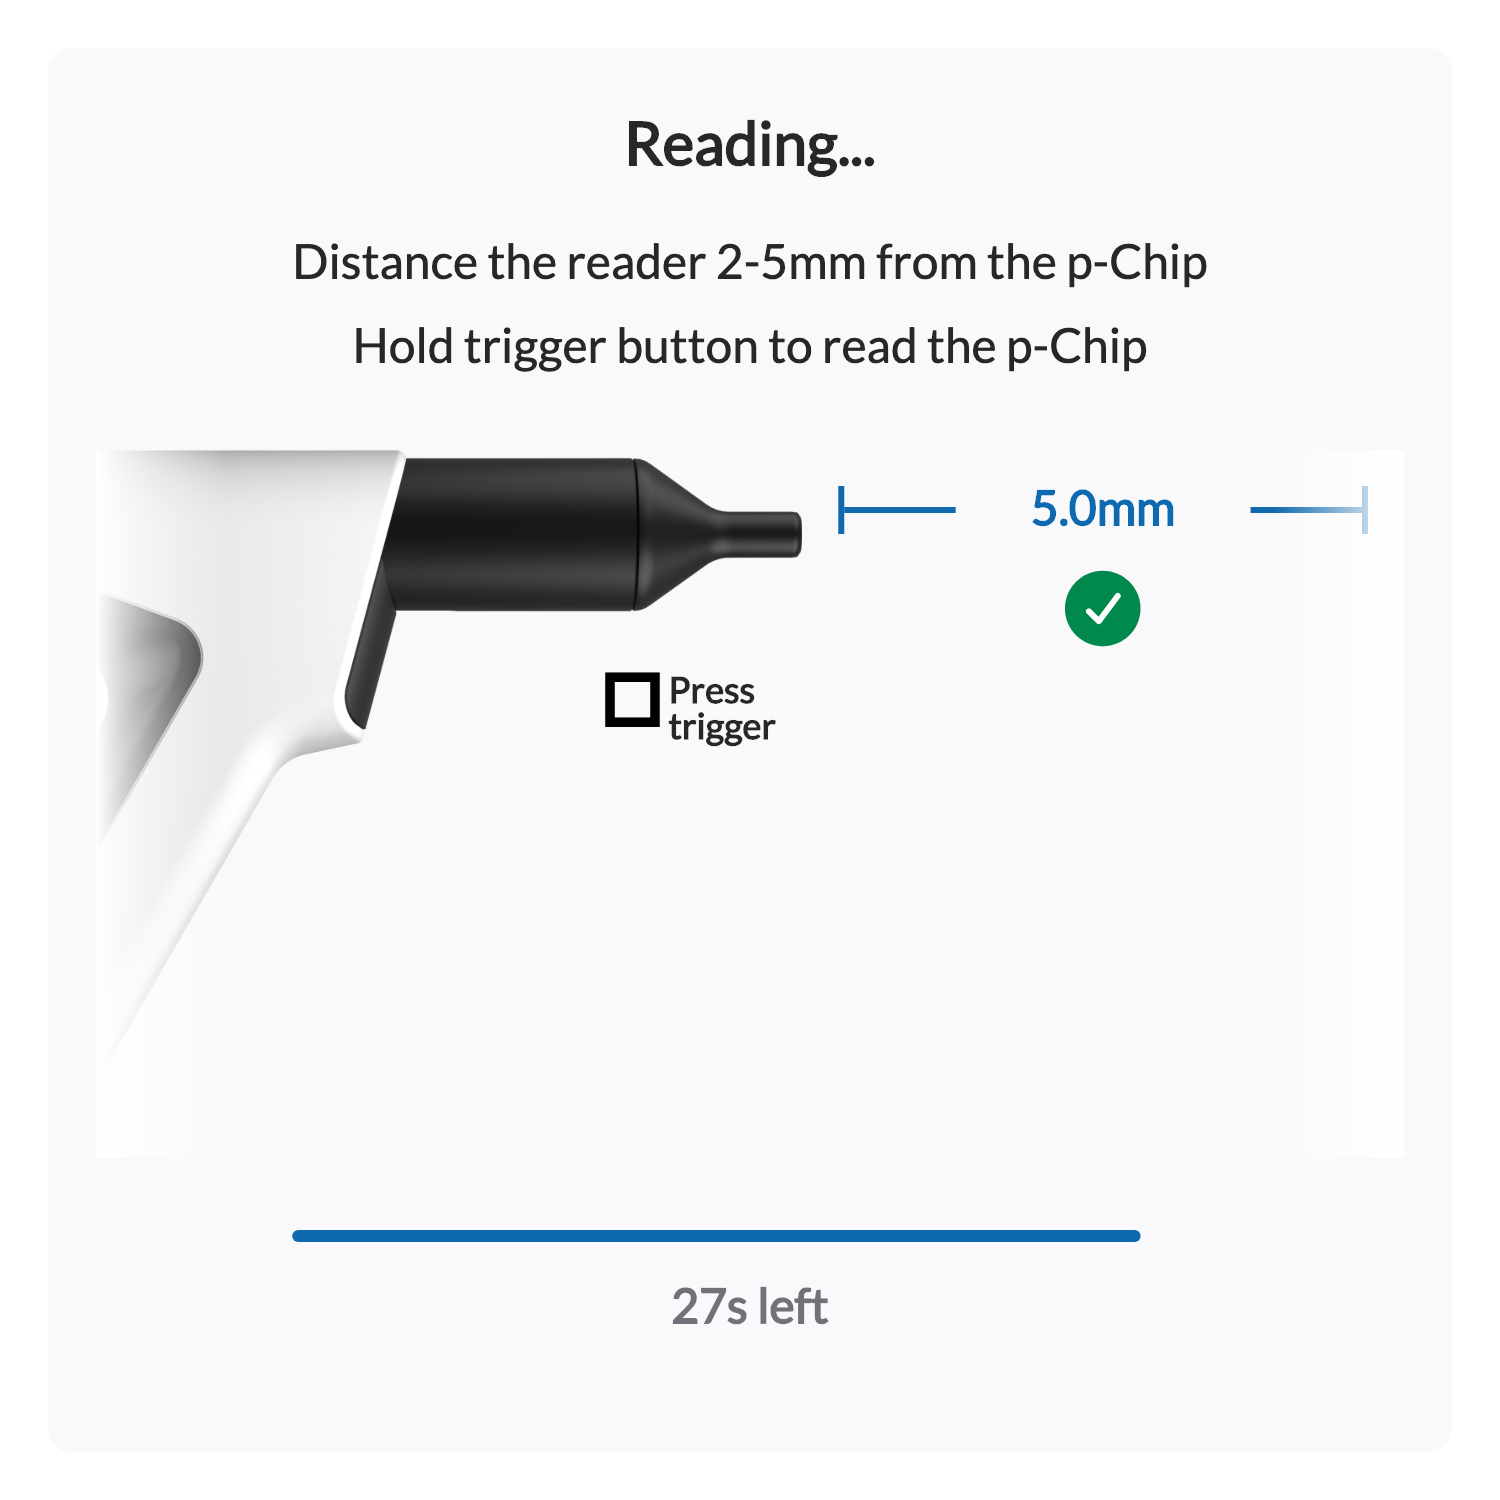 Reading...
Distance the reader 2-5mm from the p-Chip
Hold trigger button to read the p-Chip
5.0mm
Press
trigger
27s left